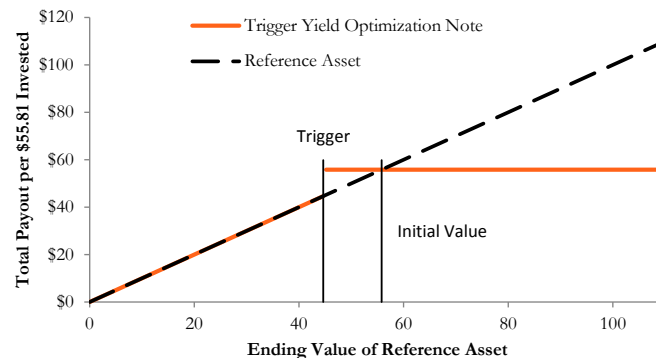 $120
$100
$80
$60
$40
$20
$0
Total Payout per $55.81 Invested
Trigger Yield Optimization Note
Reference Asset
Trigger
Initial Value
0
20
40
60
80
100
Ending Value of Reference Asset